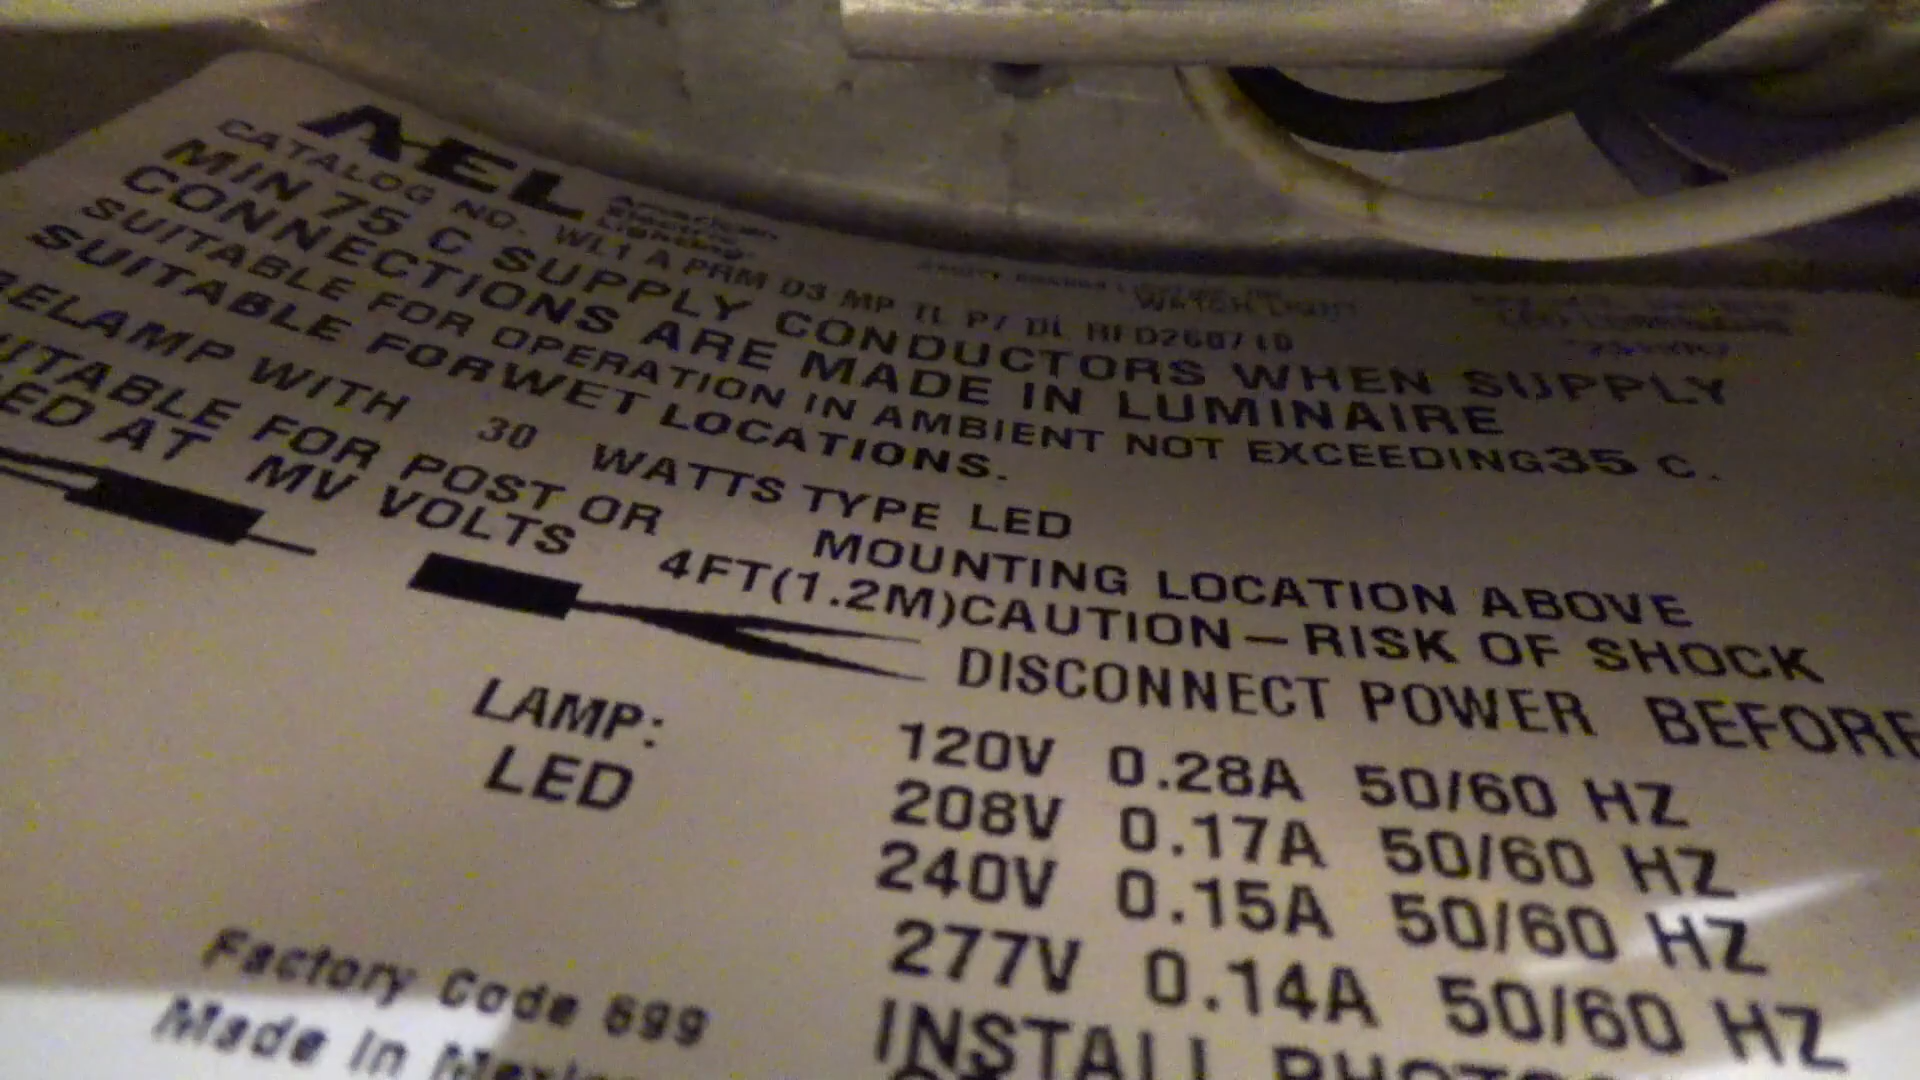 AEL
American
Electric
Lighting
CATALOG NO. WL1 A PRM D3 MP
MIN 75 C SUPPLY CONDUCTORS WHEN SUPPLY
CONNECTIONS ARE MADE IN LUMINAIRE
SUITABLE FOR OPERATION IN AMBIENT NOT EXCEEDING35 C.
SUITABLE FORWET LOCATIONS.
RELAMP WITH 30 WATTS TYPE LED
UITABLE FOR POST OR MOUNTING LOCATION ABOVE
ED AT MV VOLTS 4FT(1.2M)CAUTION – RISK OF SHOCK
DISCONNECT POWER BEFORE
LAMP:
LED
120V 0.28A 50/60 HZ
208V 0.17A 50/60 HZ
240V 0.15A 50/60 HZ
277V 0.14A 50/60 HZ
INSTALL
Factory Code 699
Made in